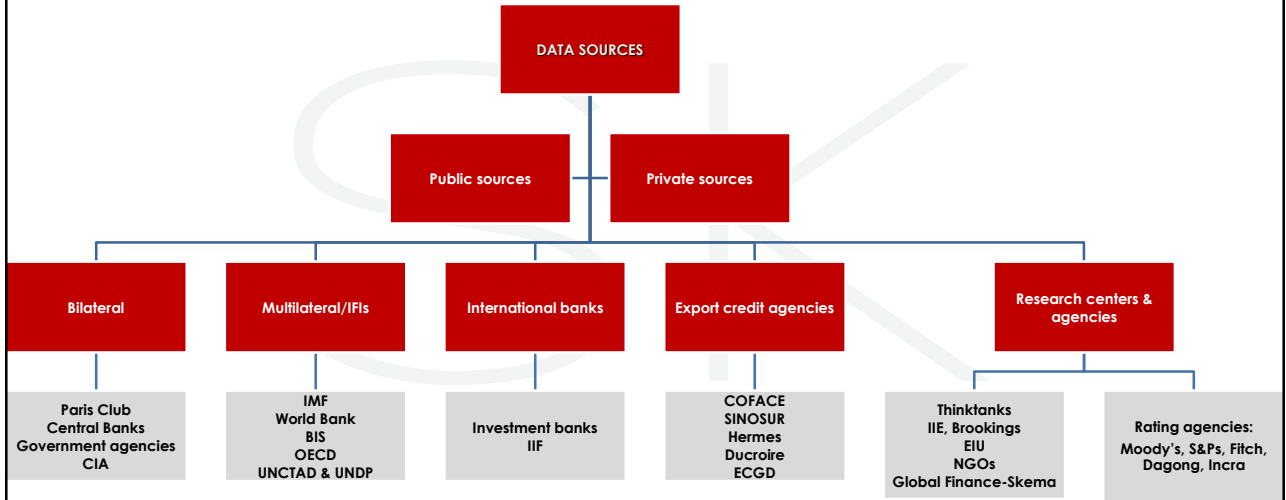 DATA SOURCES
Public sources
Private sources
Bilateral
Multilateral/IFIs
International banks
Export credit agencies
Research centers &
agencies
Paris Club
Central Banks
Government agencies
CIA
IMF
World Bank
BIS
OECD
UNCTAD & UNDP
Investment banks
IIF
COFACE
SINOSUR
Hermes
Ducroire
ECGD
Thinktanks
IIE, Brookings
EIU
NGOs
Global Finance-Skema
Rating agencies:
Moody's, S&Ps, Fitch,
Dagong, Incra